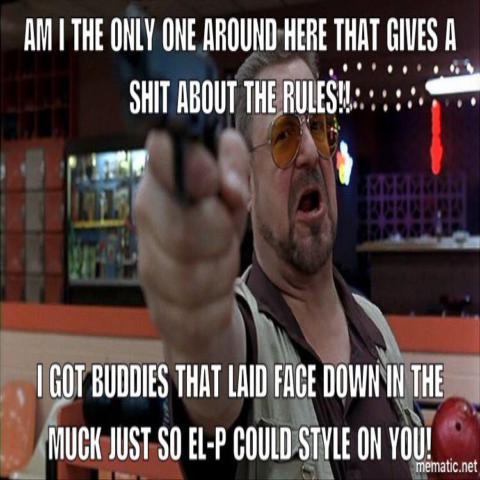 AM I THE ONLY ONE AROUND HERE THAT GIVES A
SHIT ABOUT THE RULES!!
I GOT BUDDIES THAT LAID FACE DOWN IN THE
MUCK JUST SO EL-P COULD STYLE ON YOU!
mematic.net